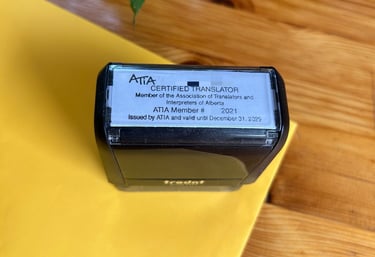 ATIA
CERTIFIED TRANSLATOR
Member of the Association of Translators and
Interpreters of Alberta
ATIA Member # 2021
Issued by ATIA and valid until December 31, 2025
trodat